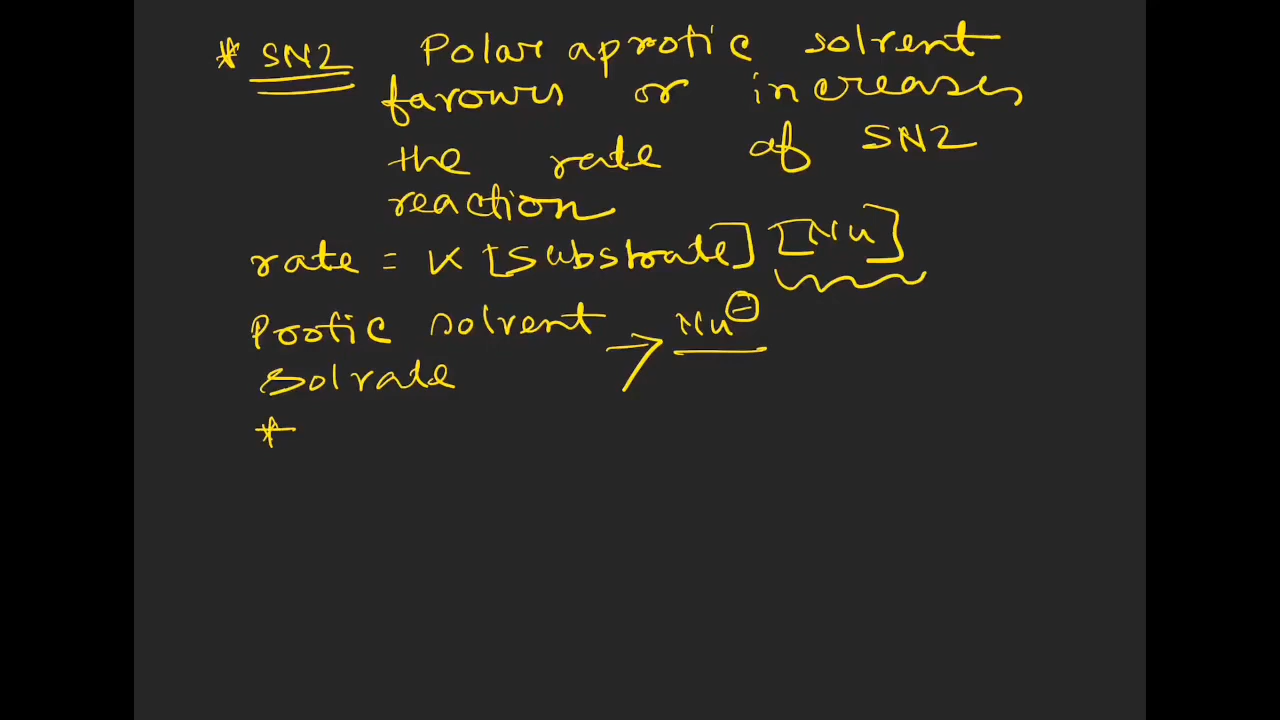 * SN2 Polar aprotic solvent
favours or increases
the rate of SN2
reaction
rate = K [Substrate] [Nu]
Protic solvent → Nu⊖
solvate
*